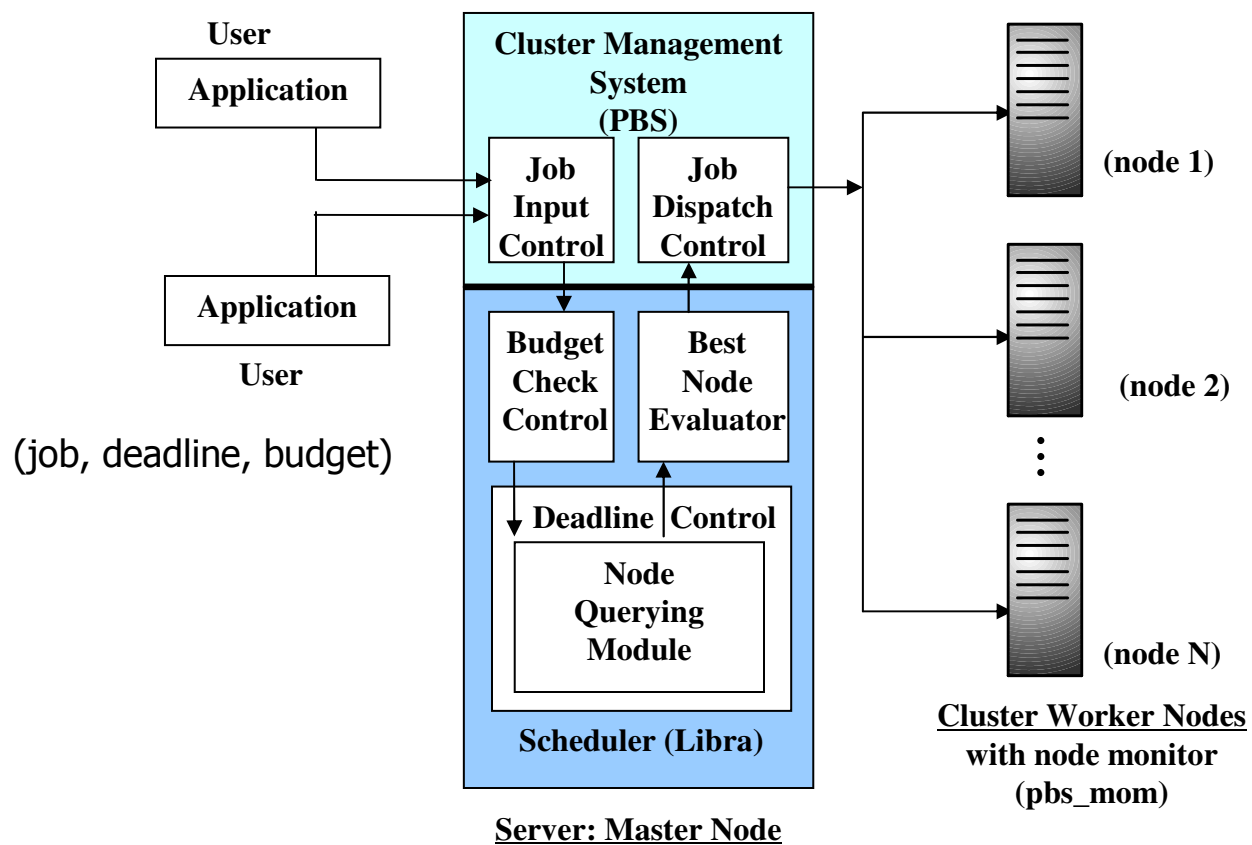 User
Application
Application
User
(job, deadline, budget)
Cluster Management
System
(PBS)
Job
Input
Control
Job
Dispatch
Control
Budget
Check
Control
Best
Node
Evaluator
Deadline Control
Node
Querying
Module
Scheduler (Libra)
Server: Master Node
(node 1)
(node 2)
(node N)
Cluster Worker Nodes
with node monitor
(pbs_mom)